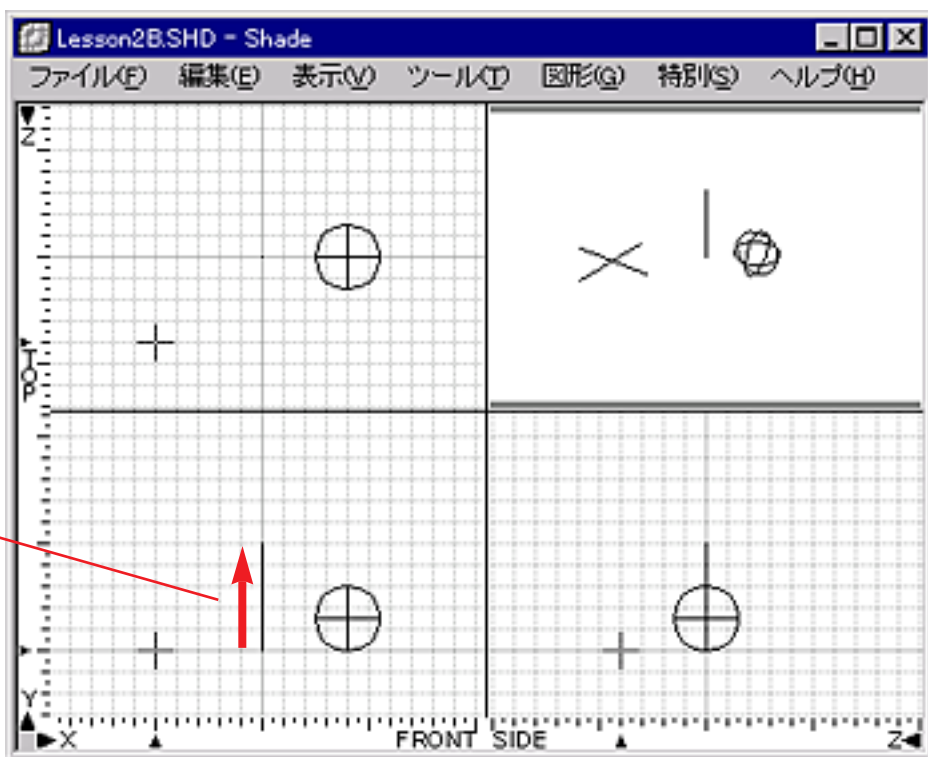 Lesson2B.SHD - Shade
ファイル(F) 編集(E) 表示(V) ツール(T) 図形(G) 特別(S) ヘルプ(H)
Z
TOP
Y
X FRONT SIDE Z